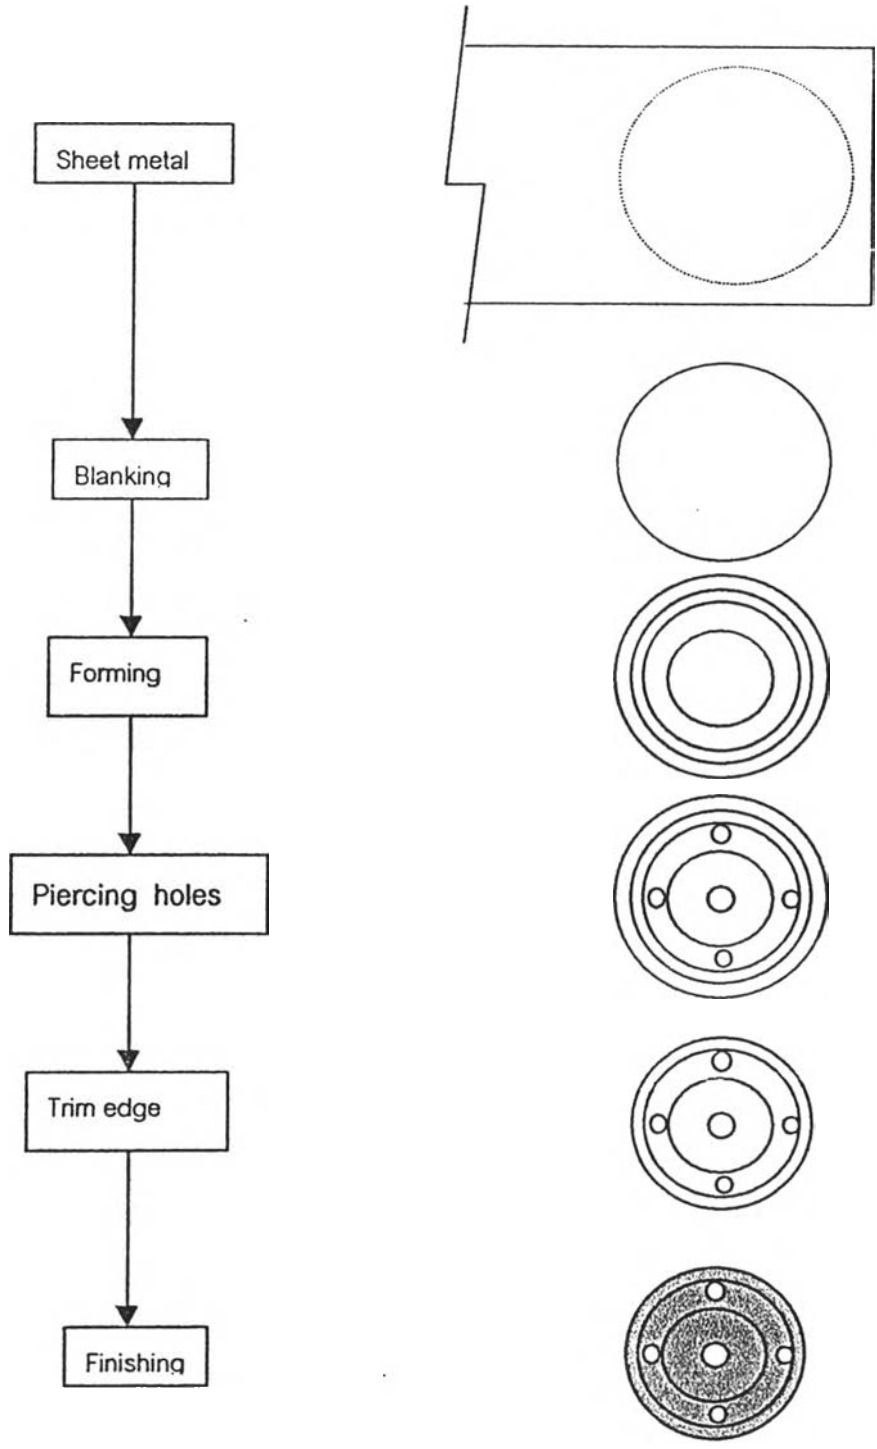 Sheet metal
Blanking
Forming
Piercing holes
Trim edge
Finishing